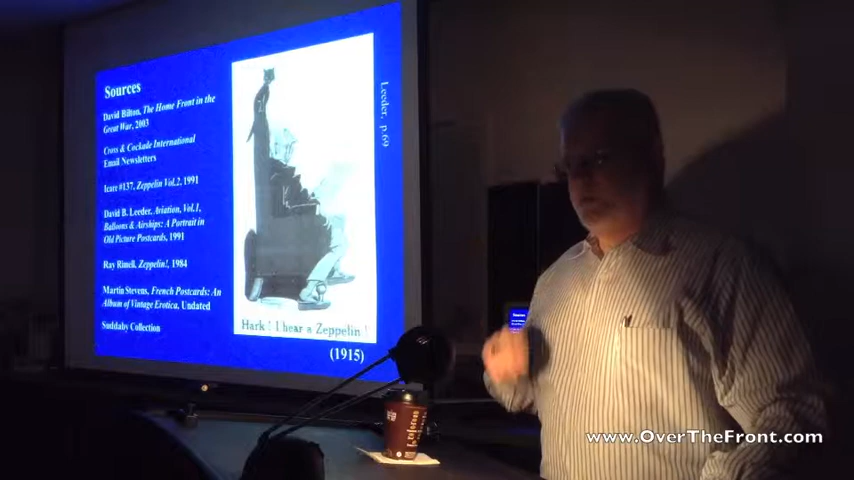 Sources
David Bilton, The Home Front in the
Great War, 2003
Cross & Cockade International
Email Newsletters
Icare #137, Zeppelin Vol.2, 1991
David B. Leeder, Aviation, Vol.1,
Balloons & Airships: A Portrait in
Old Picture Postcards, 1991
Ray Rimell, Zeppelin!, 1984
Martin Stevens, French Postcards: An
Album of Vintage Erotica, Undated
Suddaby Collection
Leeder, p.69
Hark! I hear a Zeppelin!
(1915)
www.OverTheFront.com